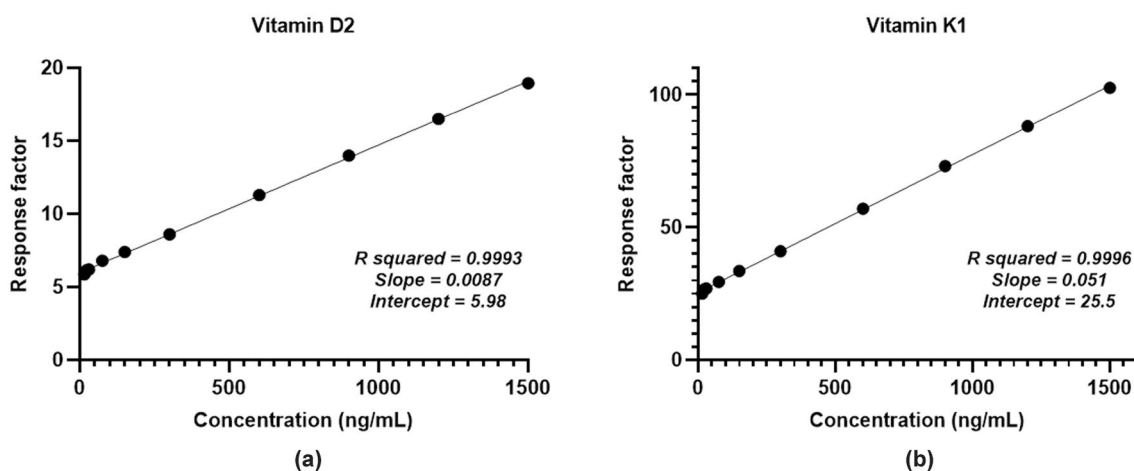 Vitamin D2
20
15
10
5
0
Response factor
R squared = 0.9993
Slope = 0.0087
Intercept = 5.98
0 500 1000 1500
Concentration (ng/mL)
(a)
Vitamin K1
100
50
0
Response factor
R squared = 0.9996
Slope = 0.051
Intercept = 25.5
0 500 1000 1500
Concentration (ng/mL)
(b)